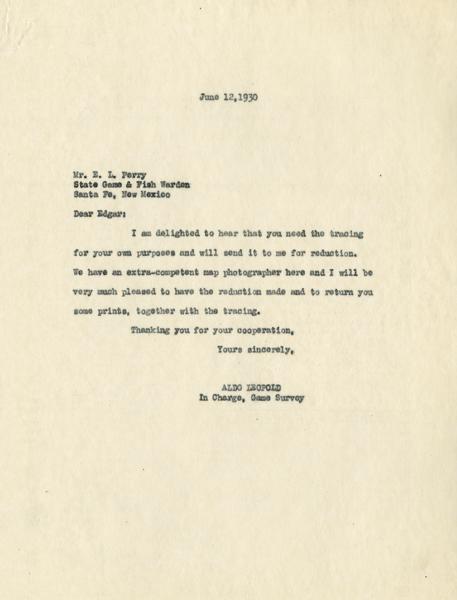 June 12,1930
Mr. E. L. Perry
State Game & Fish Warden
Santa Fe, New Mexico
Dear Edgar:
I am delighted to hear that you need the tracing
for your own purposes and will send it to me for reduction.
We have an extra-competent map photographer here and I will be
very much pleased to have the reduction made and to return you
some prints, together with the tracing.
Thanking you for your cooperation,
Yours sincerely,
ALDO LEOPOLD
In Charge, Game Survey